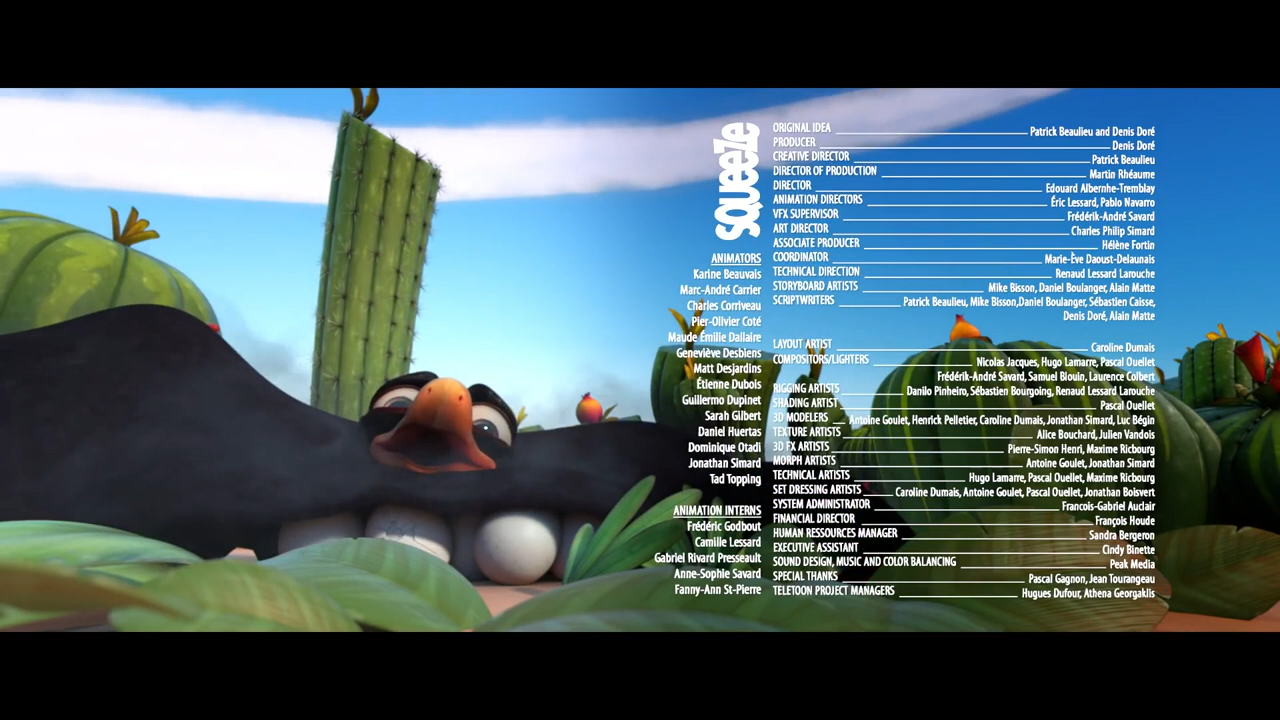 squeeze
ANIMATORS
Karine Beauvais
Marc-André Carrier
Charles Corriveau
Pier-Olivier Coté
Maude Émilie Dallaire
Geneviève Desbiens
Matt Desjardins
Étienne Dubois
Guillermo Dupinet
Sarah Gilbert
Daniel Huertas
Dominique Otadi
Jonathan Simard
Tad Topping
ANIMATION INTERNS
Frédéric Godbout
Camille Lessard
Gabriel Rivard Presseault
Anne-Sophie Savard
Fanny-Ann St-Pierre
ORIGINAL IDEA Patrick Beaulieu and Denis Doré
PRODUCER Denis Doré
CREATIVE DIRECTOR Patrick Beaulieu
DIRECTOR OF PRODUCTION Martin Rhéaume
DIRECTOR Edouard Albernhe-Tremblay
ANIMATION DIRECTORS Éric Lessard, Pablo Navarro
VFX SUPERVISOR Frédérik-André Savard
ART DIRECTOR Charles Philip Simard
ASSOCIATE PRODUCER Hélène Fortin
COORDINATOR Marie-Ève Daoust-Delaunais
TECHNICAL DIRECTION Renaud Lessard Larouche
STORYBOARD ARTISTS Mike Bisson, Daniel Boulanger, Alain Matte
SCRIPTWRITERS Patrick Beaulieu, Mike Bisson,Daniel Boulanger, Sébastien Caisse,
Denis Doré, Alain Matte
LAYOUT ARTIST Caroline Dumais
COMPOSITORS/LIGHTERS Nicolas Jacques, Hugo Lamarre, Pascal Ouellet
Frédérik-André Savard, Samuel Blouin, Laurence Colbert
RIGGING ARTISTS Danilo Pinheiro, Sébastien Bourgoing, Renaud Lessard Larouche
SHADING ARTIST Pascal Ouellet
3D MODELERS Antoine Goulet, Henrick Pelletier, Caroline Dumais, Jonathan Simard, Luc Bégin
TEXTURE ARTISTS Alice Bouchard, Julien Vandois
3D FX ARTISTS Pierre-Simon Henri, Maxime Ricbourg
MORPH ARTISTS Antoine Goulet, Jonathan Simard
TECHNICAL ARTISTS Hugo Lamarre, Pascal Ouellet, Maxime Ricbourg
SET DRESSING ARTISTS Caroline Dumais, Antoine Goulet, Pascal Ouellet, Jonathan Boisvert
SYSTEM ADMINISTRATOR Francois-Gabriel Auclair
FINANCIAL DIRECTOR François Houde
HUMAN RESSOURCES MANAGER Sandra Bergeron
EXECUTIVE ASSISTANT Cindy Binette
SOUND DESIGN, MUSIC AND COLOR BALANCING Peak Media
SPECIAL THANKS Pascal Gagnon, Jean Tourangeau
TELETOON PROJECT MANAGERS Hugues Dufour, Athena Georgaklis